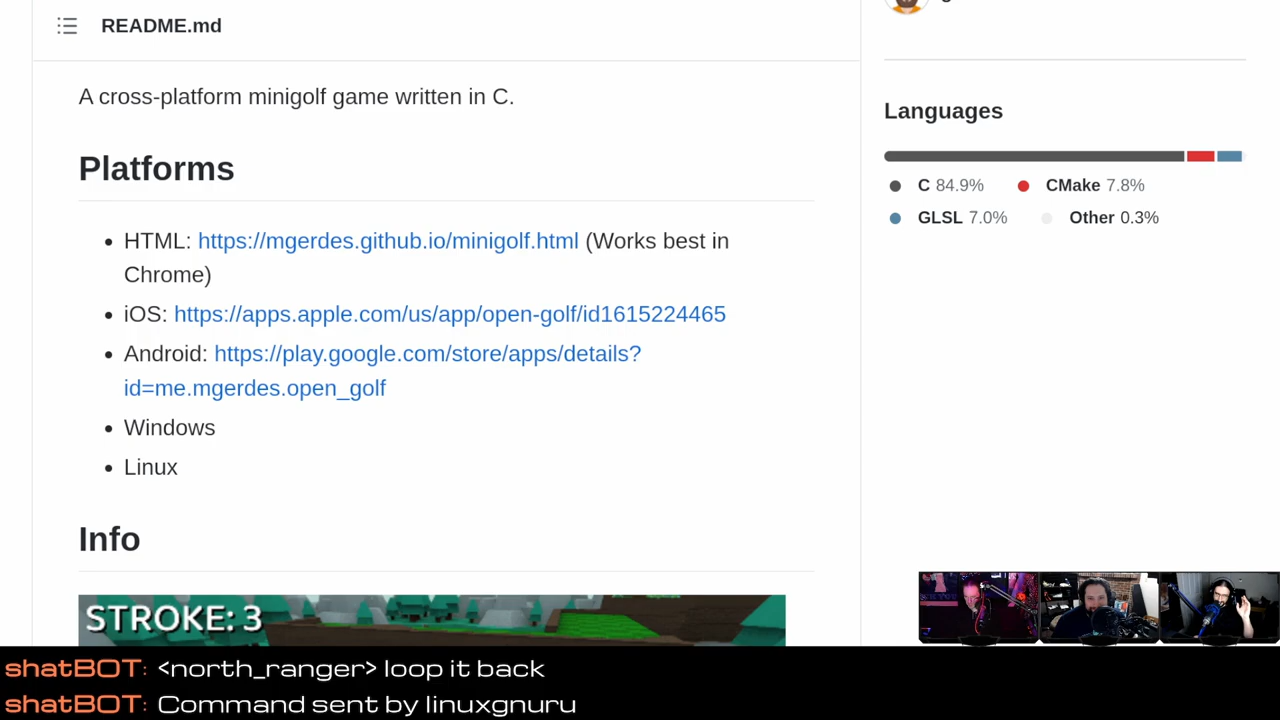 README.md
A cross-platform minigolf game written in C.
Platforms
HTML: https://mgerdes.github.io/minigolf.html (Works best in
Chrome)
iOS: https://apps.apple.com/us/app/open-golf/id1615224465
Android: https://play.google.com/store/apps/details?
id=me.mgerdes.open_golf
Windows
Linux
Info
STROKE: 3
Languages
C 84.9% CMake 7.8%
GLSL 7.0% Other 0.3%
shatBOT: <north_ranger> loop it back
shatBOT: Command sent by linuxgnuru